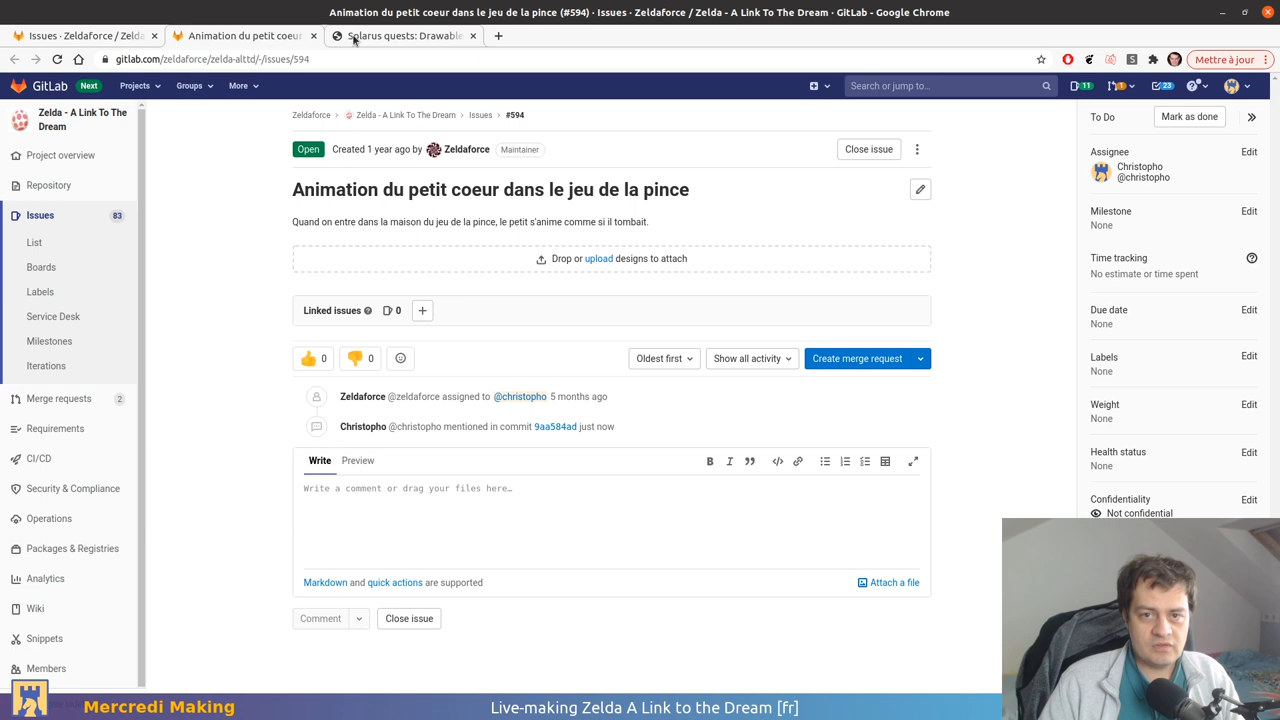 Animation du petit coeur dans le jeu de la pince (#594) · Issues · Zeldaforce / Zelda - A Link To The Dream · GitLab - Google Chrome
Issues · Zeldaforce / Zelda
Animation du petit coeur
Solarus quests: Drawable
gitlab.com/zeldaforce/zelda-alttd/-/issues/594
Mettre à jour
GitLab Next Projects Groups More Search or jump to... 11 1 23
Zelda - A Link To The Dream
Project overview
Repository
Issues 83
List
Boards
Labels
Service Desk
Milestones
Iterations
Merge requests 2
Requirements
CI/CD
Security & Compliance
Operations
Packages & Registries
Analytics
Wiki
Snippets
Members
Zeldaforce › Zelda - A Link To The Dream › Issues › #594
Open Created 1 year ago by Zeldaforce Maintainer
Close issue
Animation du petit coeur dans le jeu de la pince
Quand on entre dans la maison du jeu de la pince, le petit s'anime comme si il tombait.
Drop or upload designs to attach
Linked issues 0
0 0
Oldest first Show all activity Create merge request
Zeldaforce @zeldaforce assigned to @christopho 5 months ago
Christopho @christopho mentioned in commit 9aa584ad just now
Write Preview
Write a comment or drag your files here…
Markdown and quick actions are supported
Attach a file
Comment Close issue
To Do Mark as done
Assignee Edit
Christopho
@christopho
Milestone Edit
None
Time tracking
No estimate or time spent
Due date Edit
None
Labels Edit
None
Weight Edit
None
Health status Edit
None
Confidentiality Edit
Not confidential
Mercredi Making
Live-making Zelda A Link to the Dream [fr]